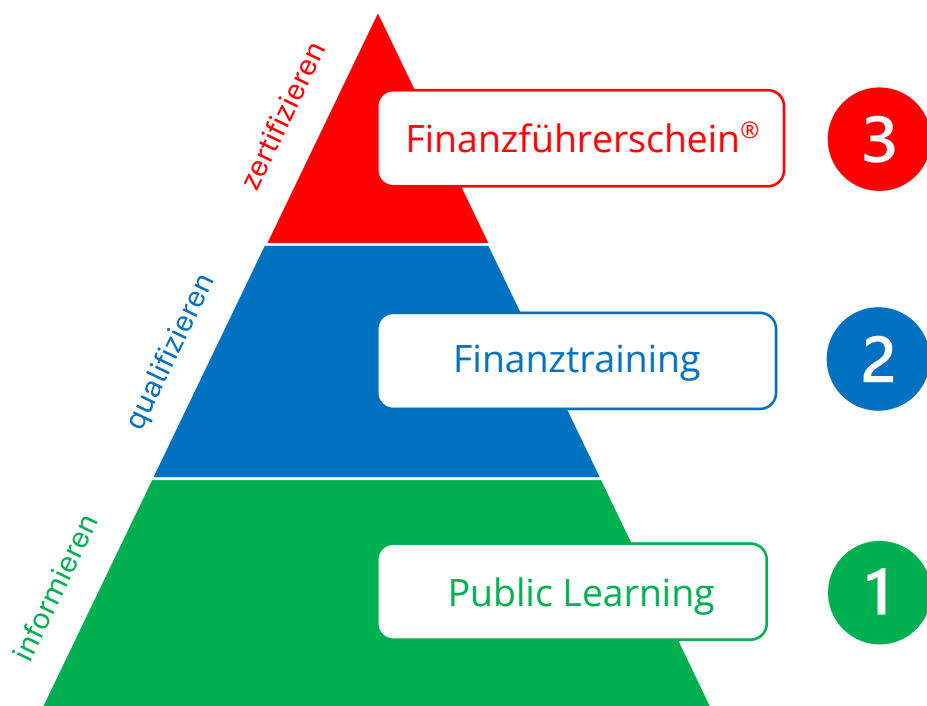 zertifizieren
Finanzführerschein®
3
qualifizieren
Finanztraining
2
informieren
Public Learning
1